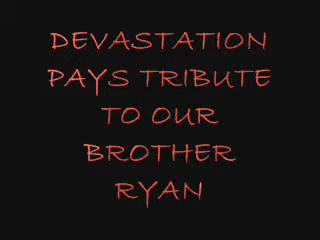 DEVASTATION
PAYS TRIBUTE
TO OUR
BROTHER
RYAN